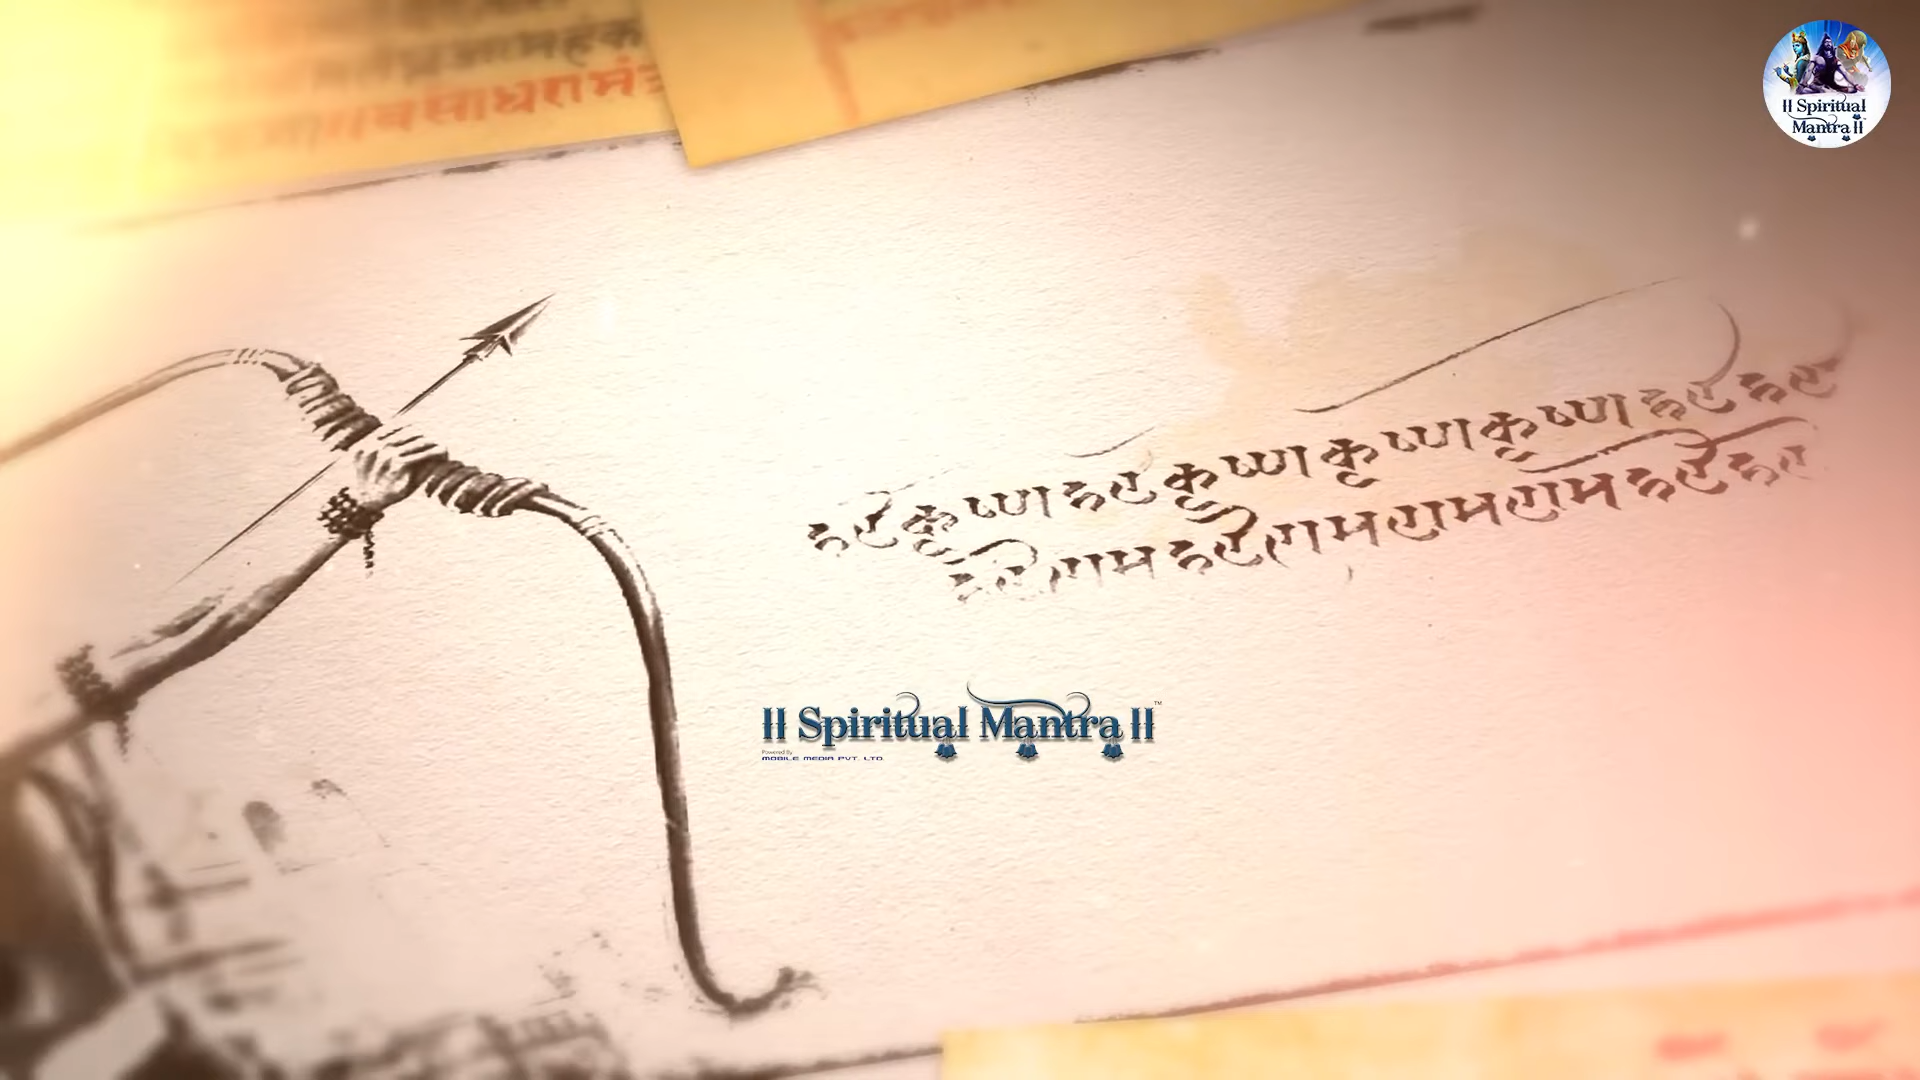 II Spiritual
Mantra II
हरे कृष्ण हरे कृष्ण कृष्ण कृष्ण हरे हरे
हरे राम हरे राम राम राम हरे हरे
II Spiritual Mantra II
TM
Powered By
MOBILE MEDIA PVT. LTD.